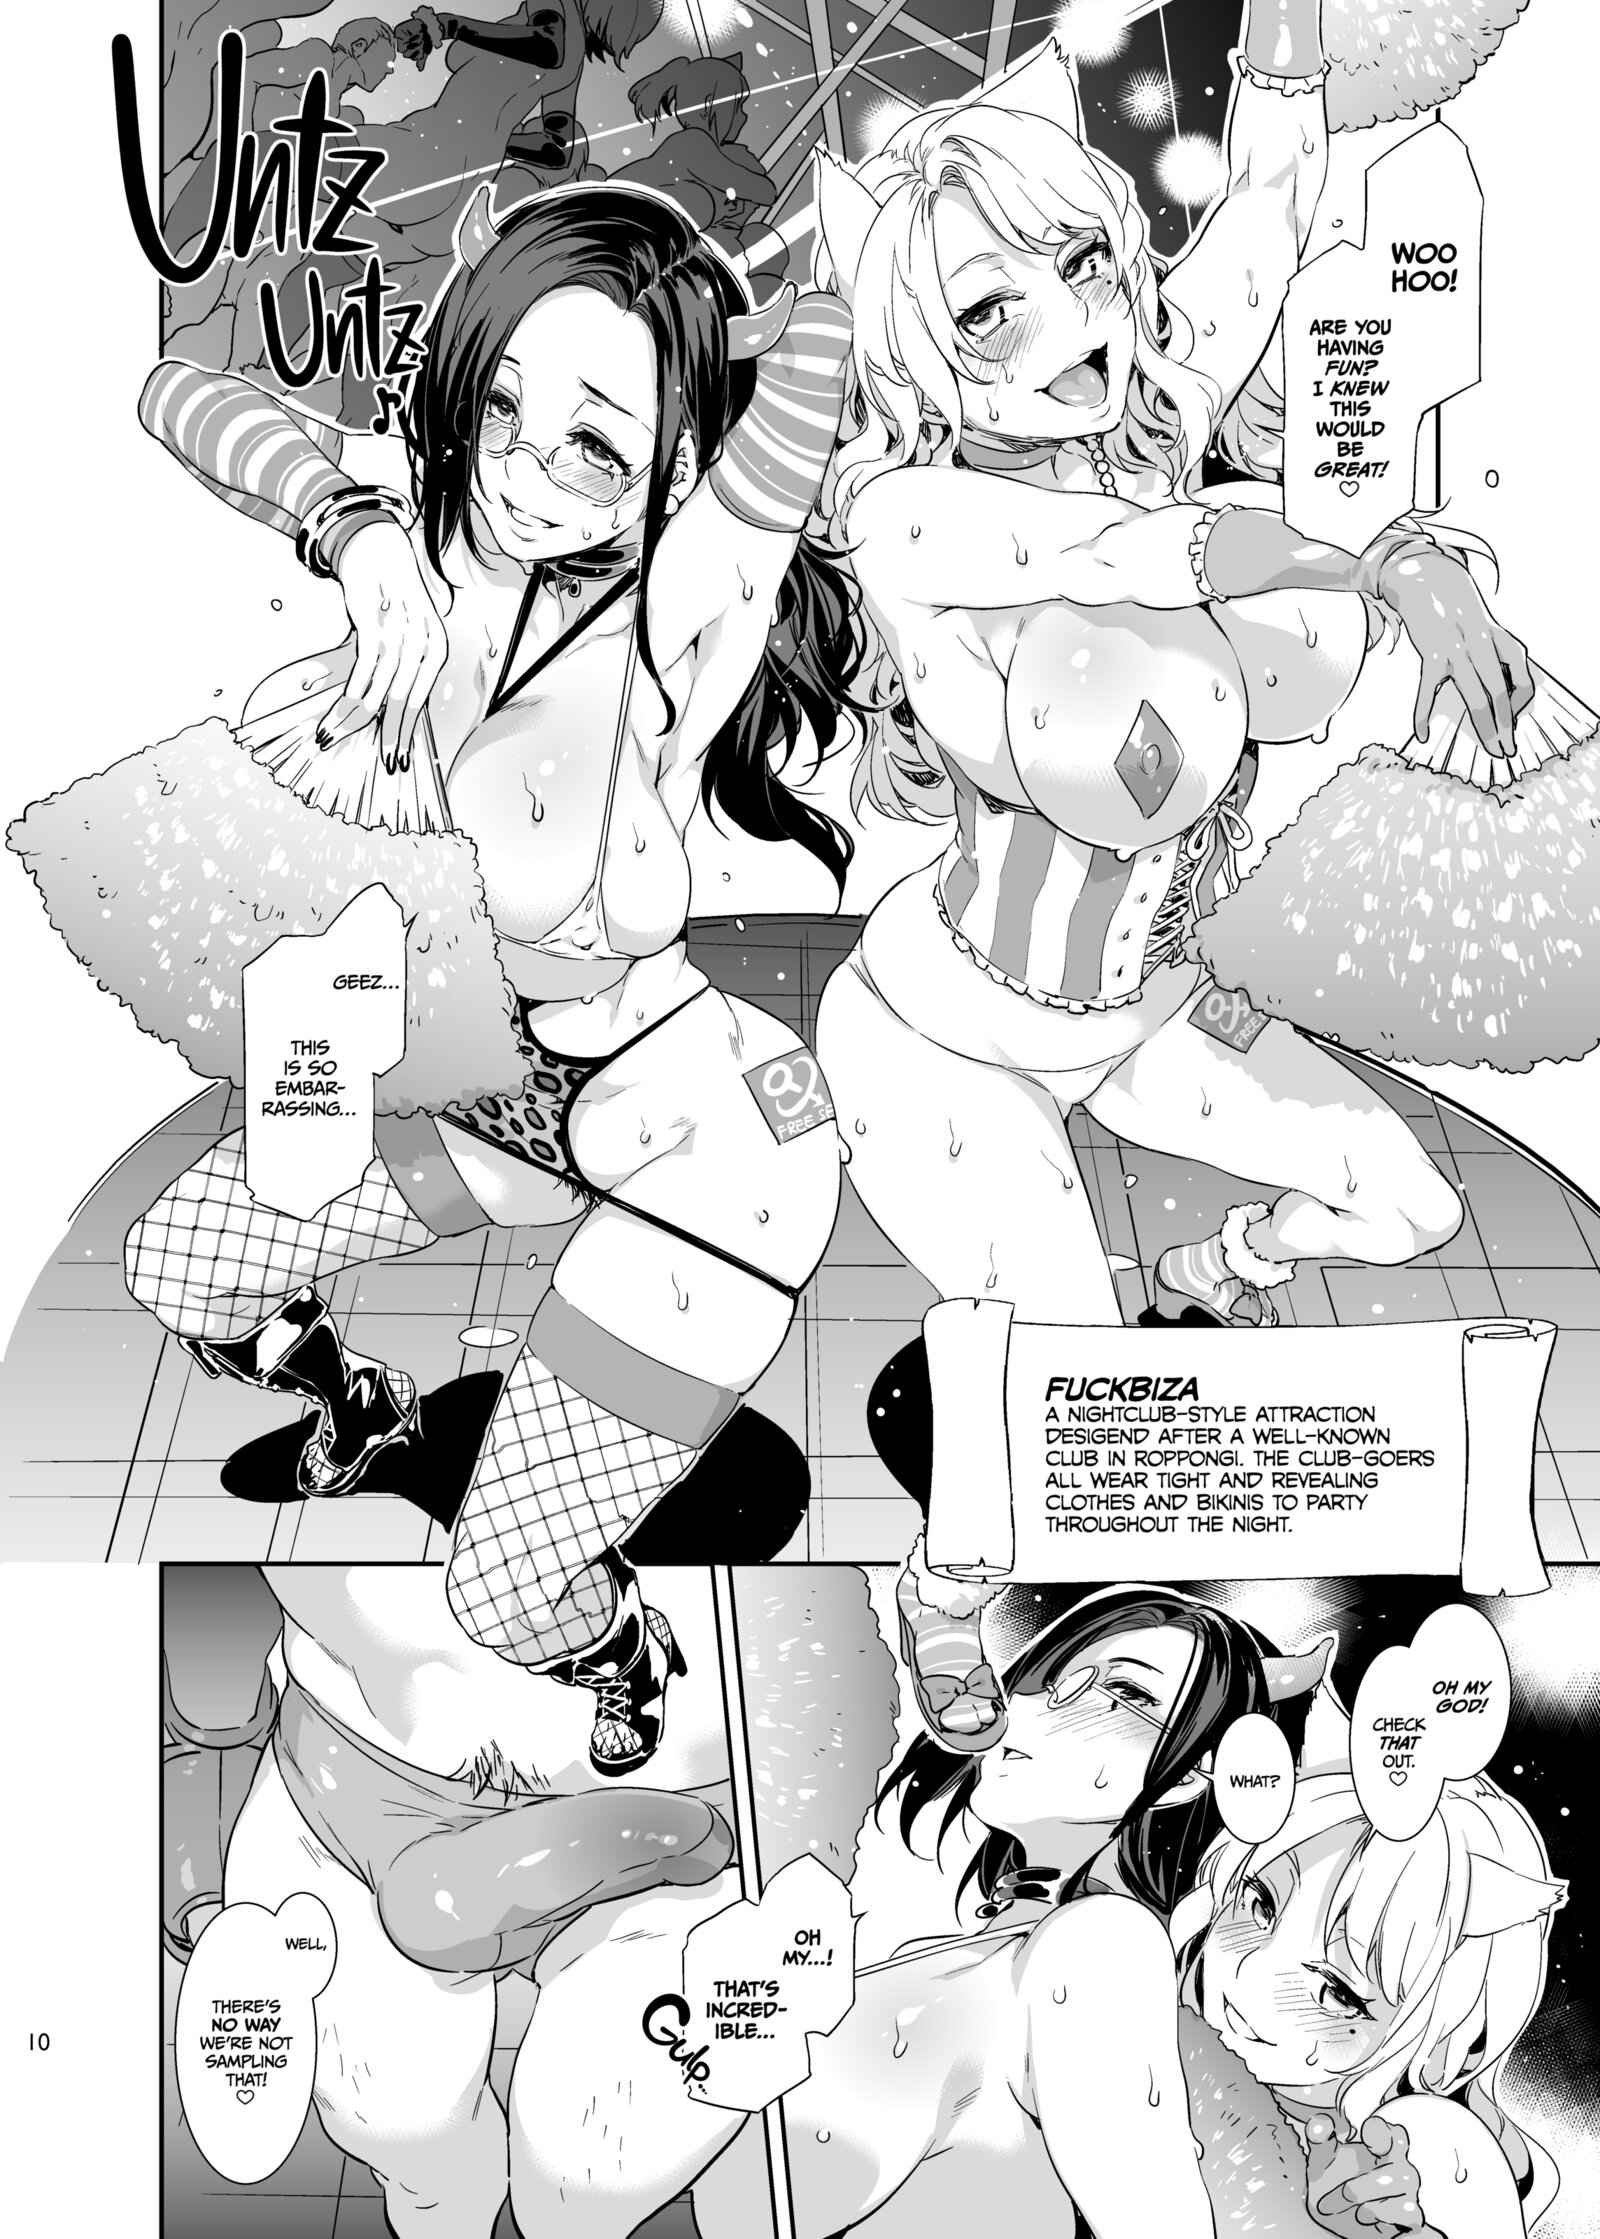 Untz
Untz
WOO
HOO!
ARE YOU
HAVING
FUN?
I KNEW
THIS
WOULD
BE
GREAT!
♡
GEEZ...
THIS
IS SO
EMBAR-
RASSING...
FREE SE
FREE
FUCKBIZA
A NIGHTCLUB-STYLE ATTRACTION
DESIGEND AFTER A WELL-KNOWN
CLUB IN ROPPONGI. THE CLUB-GOERS
ALL WEAR TIGHT AND REVEALING
CLOTHES AND BIKINIS TO PARTY
THROUGHOUT THE NIGHT.
OH MY
GOD!
CHECK
THAT
OUT.
♡
WHAT?
OH
MY...!
THAT'S
INCRED-
IBLE...
Gulp
WELL,
THERE'S
NO WAY
WE'RE NOT
SAMPLING
THAT!
♡
10